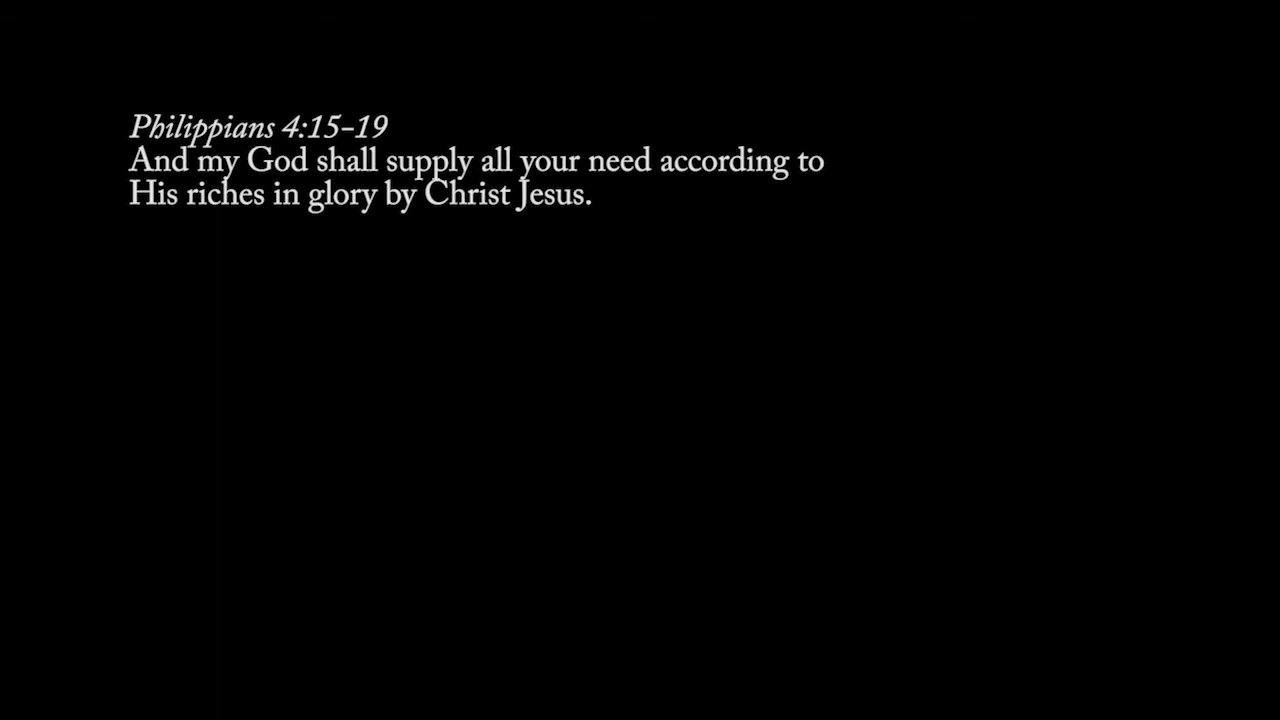 Philippians 4:15-19
And my God shall supply all your need according to
His riches in glory by Christ Jesus.